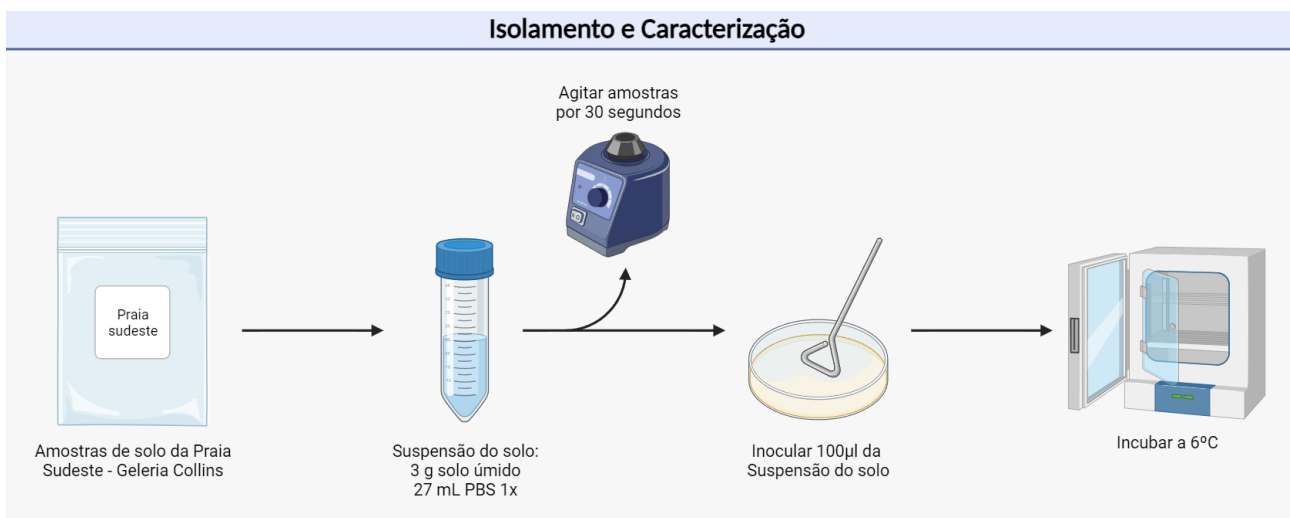 Isolamento e Caracterização
Agitar amostras
por 30 segundos
Praia
sudeste
Amostras de solo da Praia
Sudeste - Geleria Collins
Suspensão do solo:
3 g solo úmido
27 mL PBS 1x
Inocular 100µl da
Suspensão do solo
Incubar a 6ºC